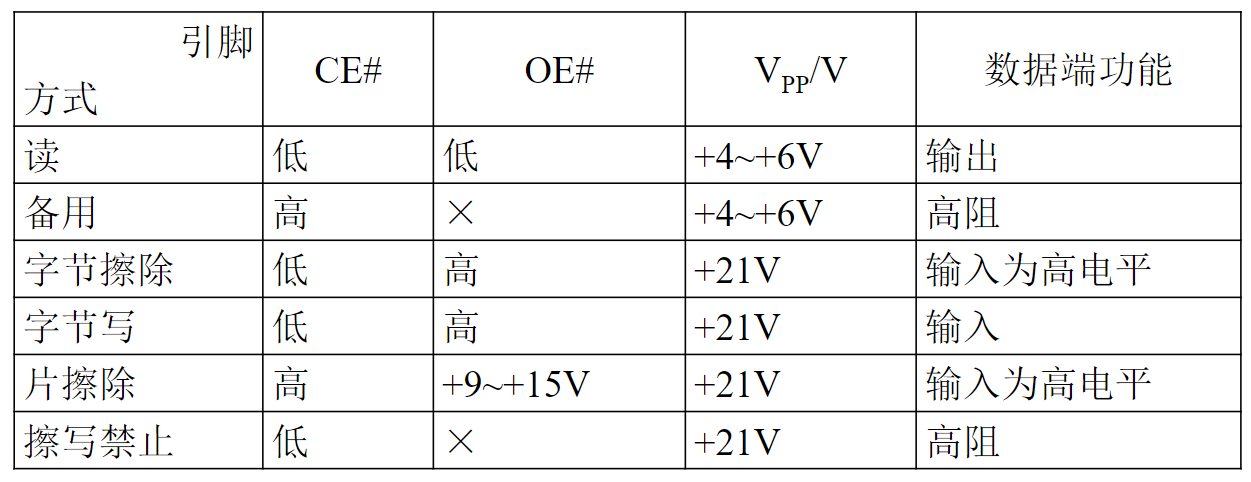 引脚
方式 CE# OE# VPP/V 数据端功能
读 低 低 +4~+6V 输出
备用 高 × +4~+6V 高阻
字节擦除 低 高 +21V 输入为高电平
字节写 低 高 +21V 输入
片擦除 高 +9~+15V +21V 输入为高电平
擦写禁止 低 × +21V 高阻